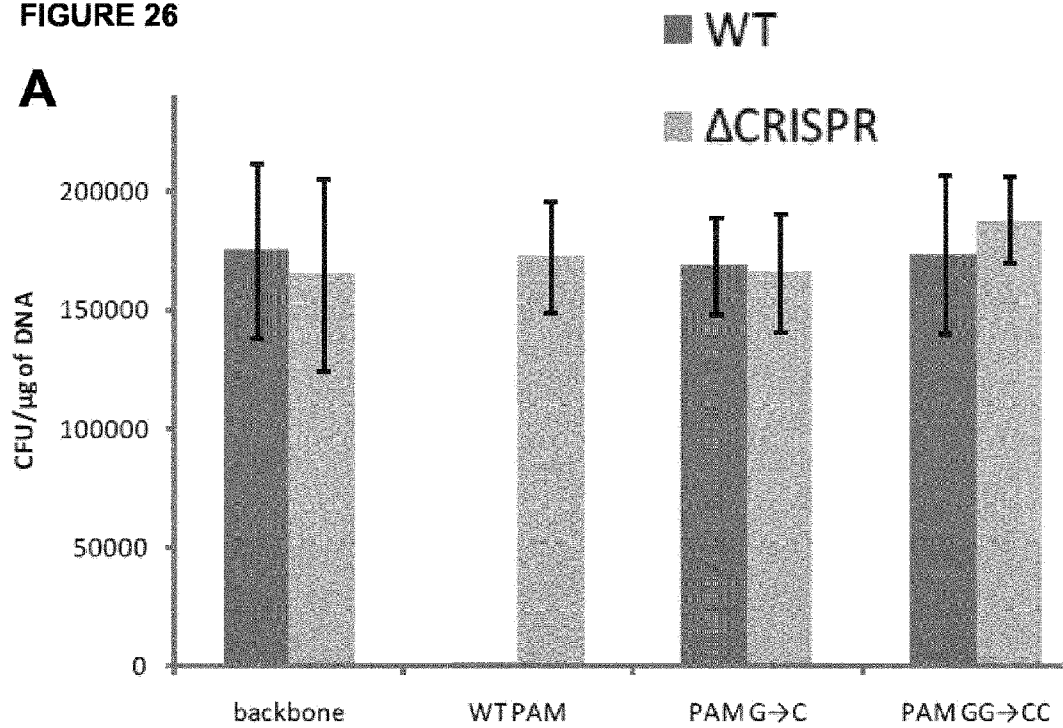 FIGURE 26
A
WT
ΔCRISPR
CFU/µg of DNA
200000
150000
100000
50000
0
backbone
WT PAM
PAM G→C
PAM GG→CC